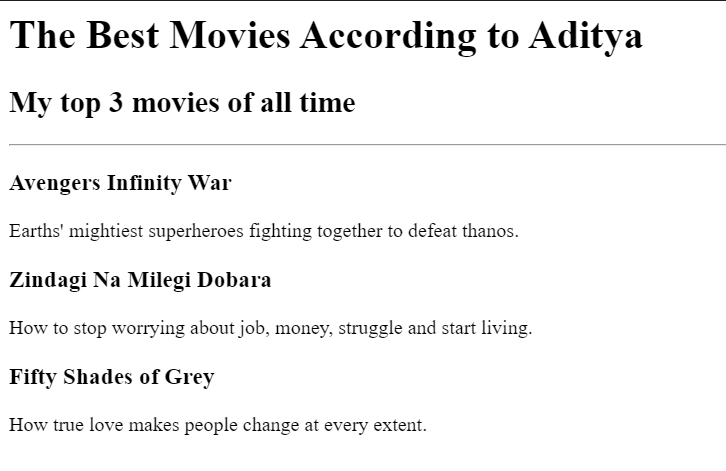 The Best Movies According to Aditya
My top 3 movies of all time
Avengers Infinity War
Earths' mightiest superheroes fighting together to defeat thanos.
Zindagi Na Milegi Dobara
How to stop worrying about job, money, struggle and start living.
Fifty Shades of Grey
How true love makes people change at every extent.